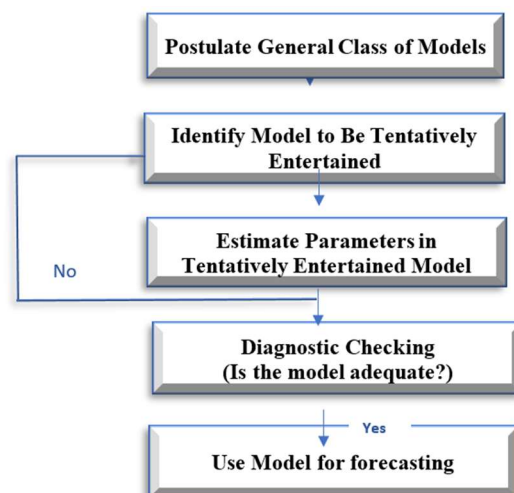 Postulate General Class of Models
Identify Model to Be Tentatively
Entertained
Estimate Parameters in
Tentatively Entertained Model
No
Diagnostic Checking
(Is the model adequate?)
Yes
Use Model for forecasting